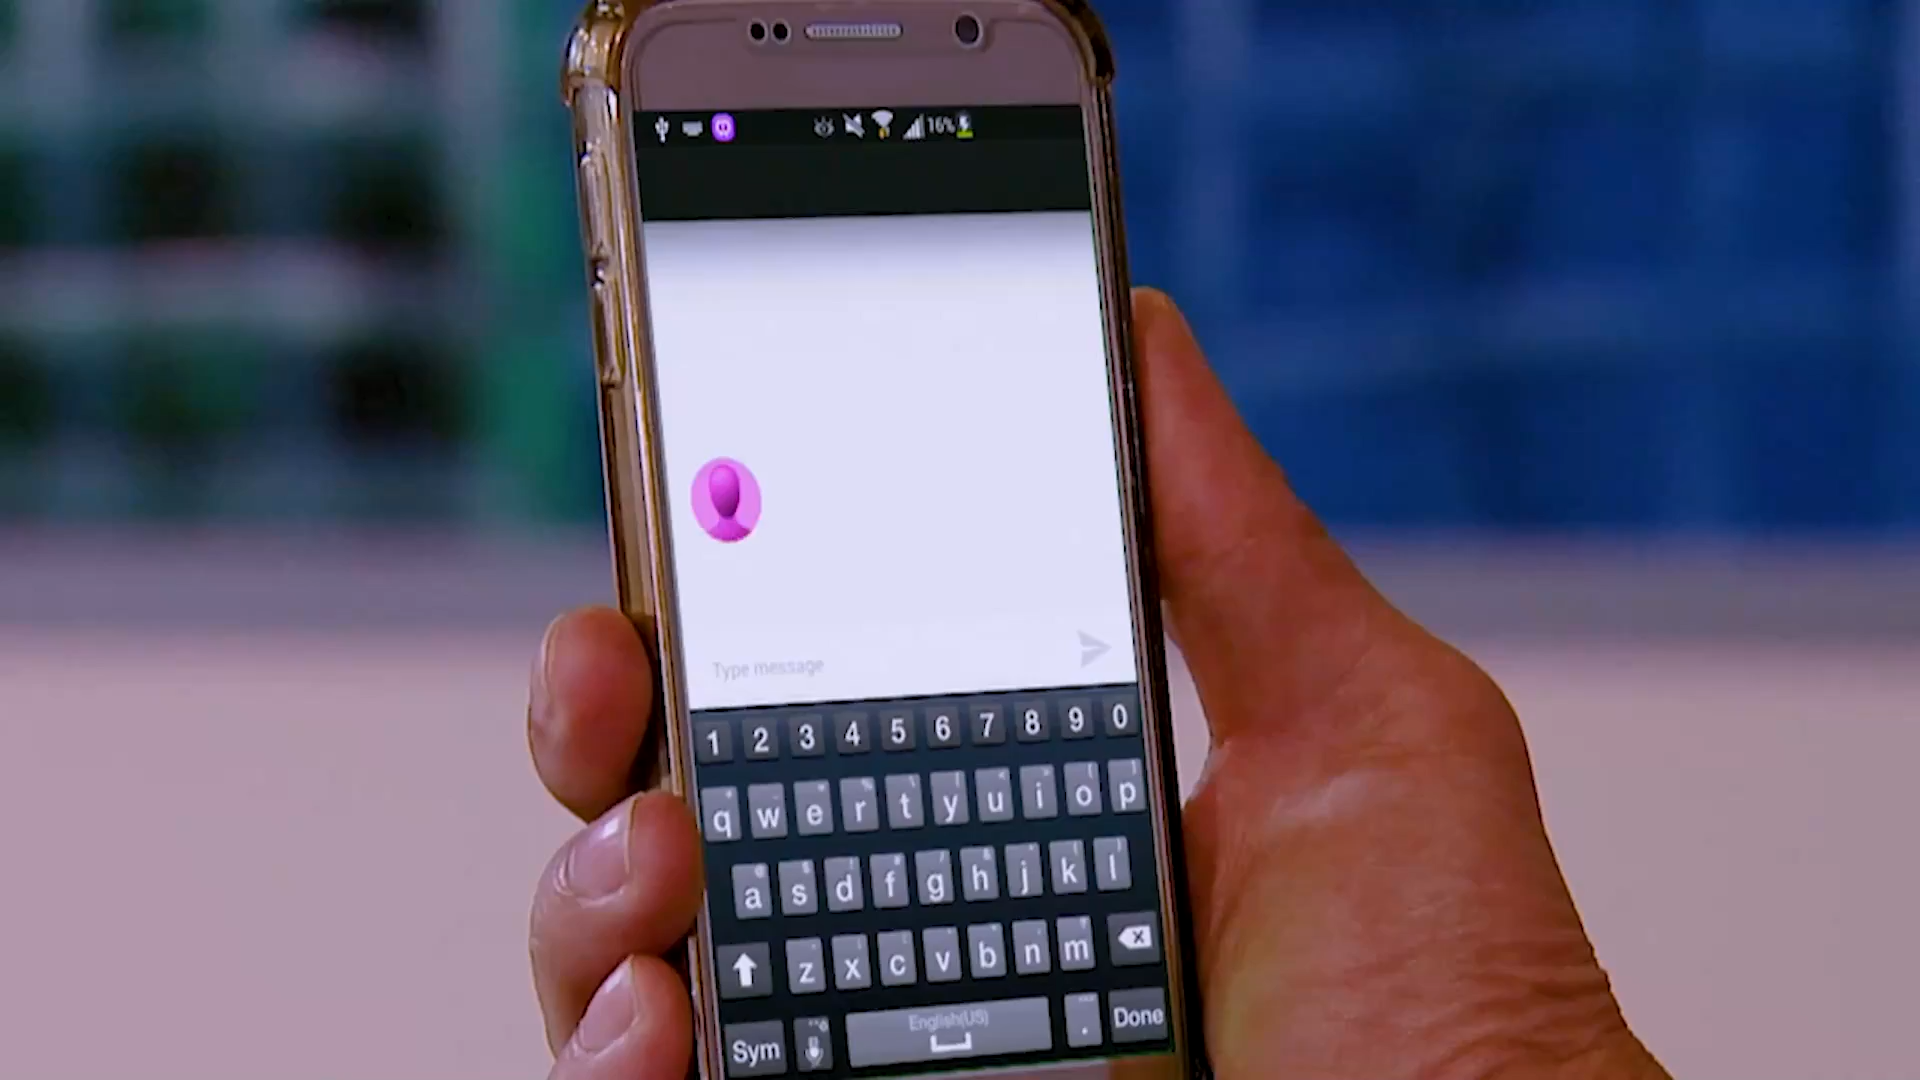 16%
Type message
1 2 3 4 5 6 7 8 9 0
q w e r t y u i o p
a s d f g h j k l
z x c v b n m
Sym English(US) . Done